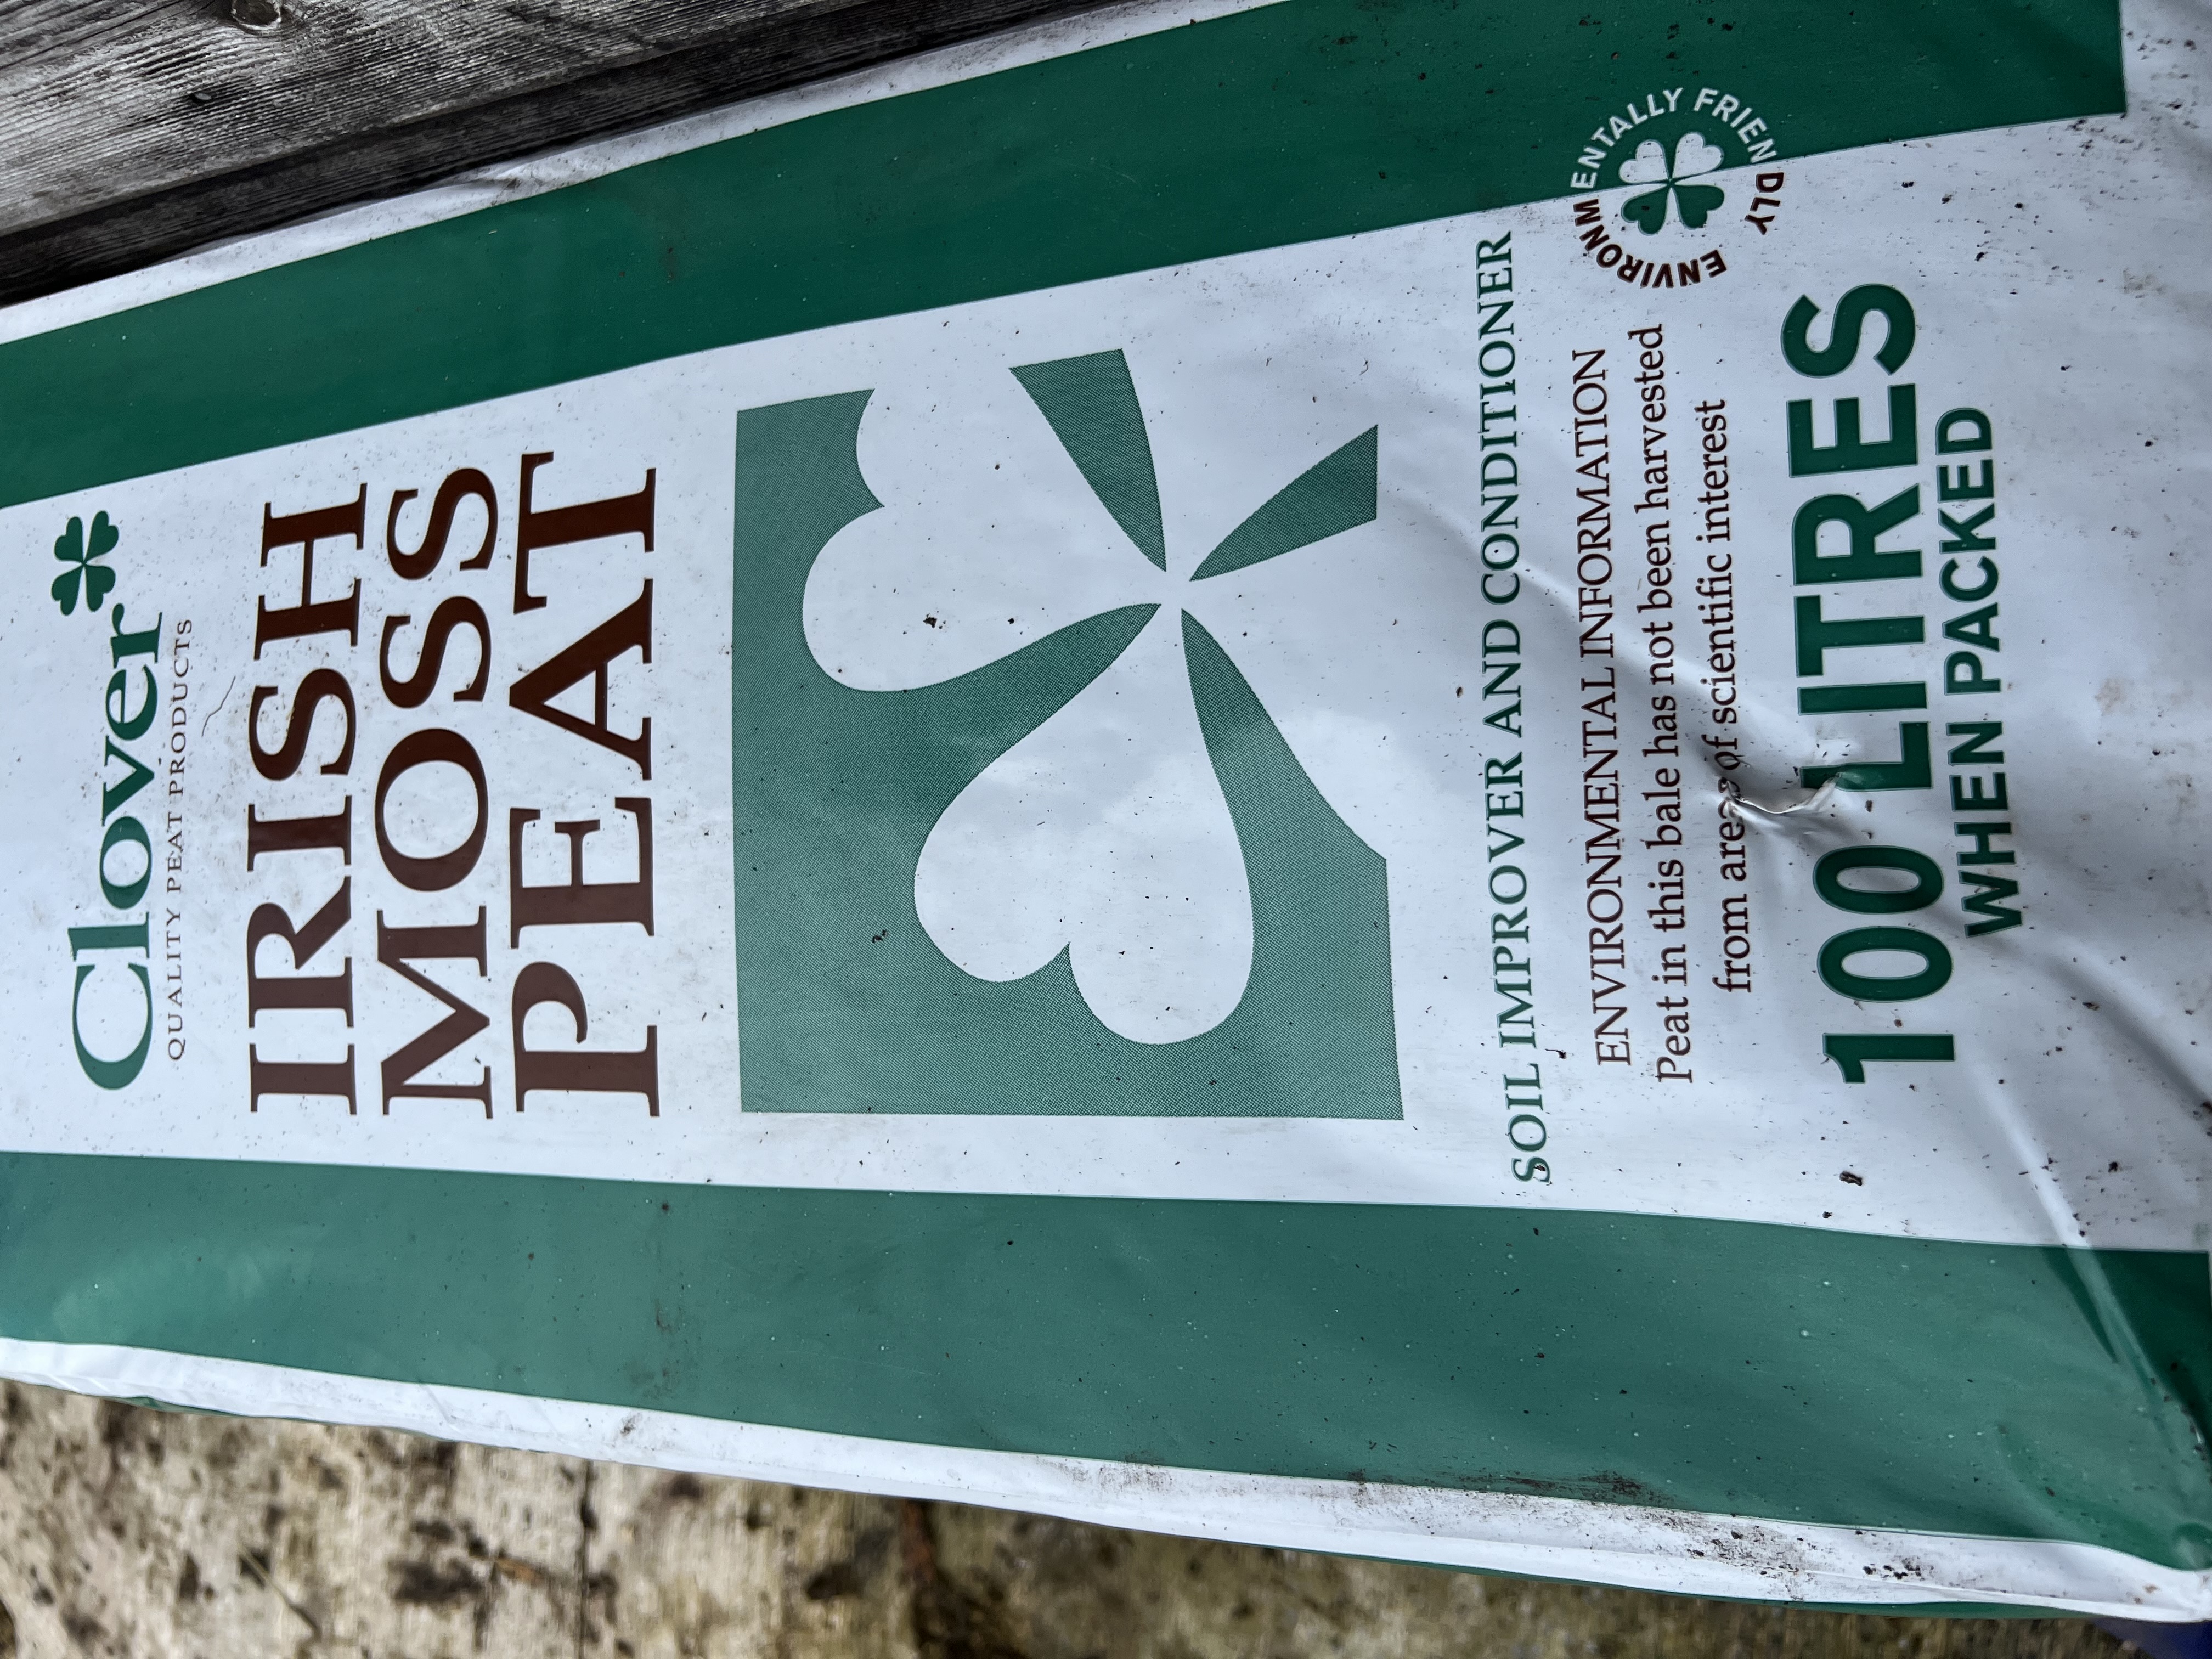 Clover
QUALITY PEAT PRODUCTS
IRISH
MOSS
PEAT
SOIL IMPROVER AND CONDITIONER
ENVIRONMENTAL INFORMATION
Peat in this bale has not been harvested
from areas of scientific interest
ENVIRONMENTALLY FRIENDLY
100 LITRES
WHEN PACKED